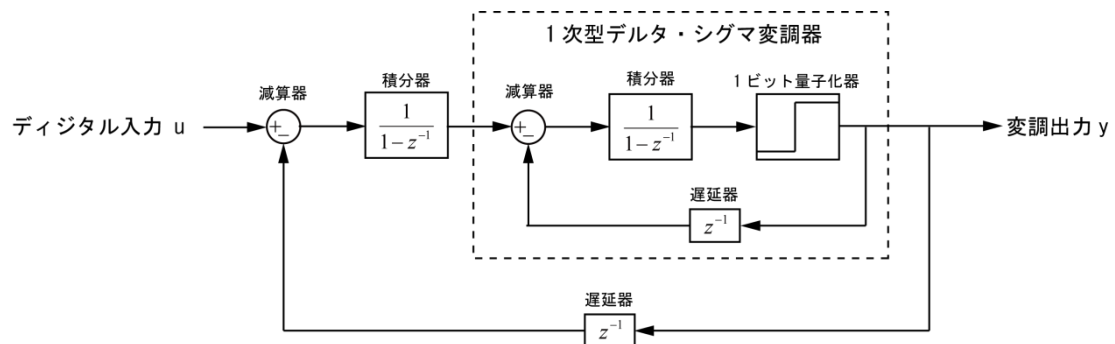 1次型デルタ・シグマ変調器
減算器
積分器
減算器
積分器
1ビット量子化器
ディジタル入力 u
+
−
1
1−z⁻¹
+
−
1
1−z⁻¹
変調出力 y
遅延器
z⁻¹
遅延器
z⁻¹